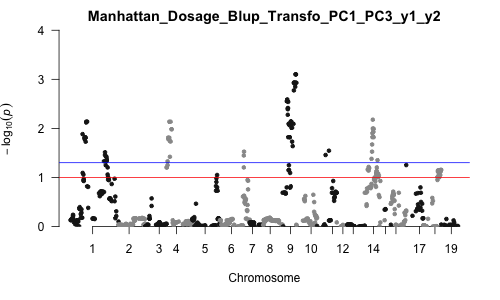 Manhattan_Dosage_Blup_Transfo_PC1_PC3_y1_y2
− log₁₀(p)
4
3
2
1
0
1 2 3 4 5 6 7 8 9 10 12 14 17 19
Chromosome